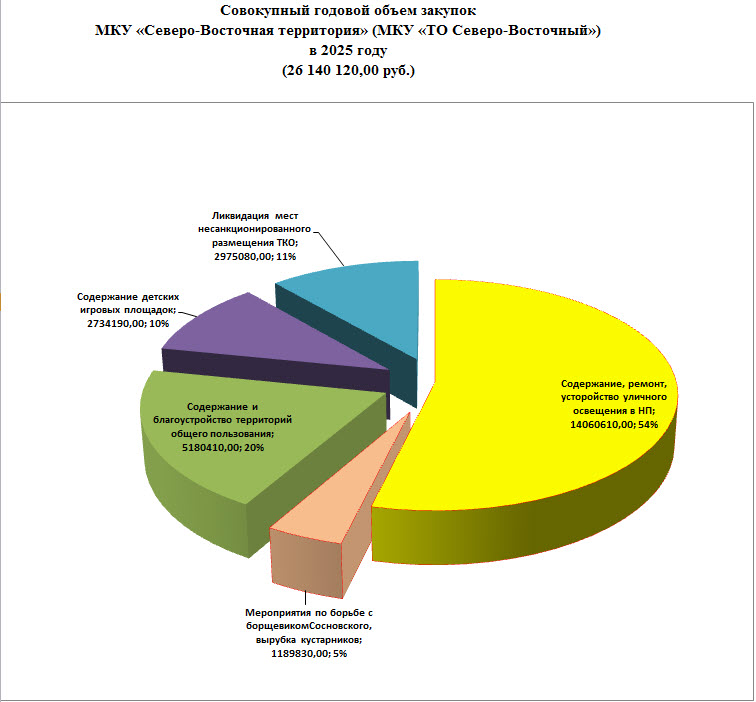 Совокупный годовой объем закупок
МКУ «Северо-Восточная территория» (МКУ «ТО Северо-Восточный»)
в 2025 году
(26 140 120,00 руб.)
Ликвидация мест
несанкционированного
размещения ТКО;
2975080,00; 11%
Содержание детских
игровых площадок;
2734190,00; 10%
Содержание, ремонт,
усторойство уличного
освещения в НП;
14060610,00; 54%
Содержание и
благоустройство территорий
общего пользования;
5180410,00; 20%
Мероприятия по борьбе с
борщевикомСосновского,
вырубка кустарников;
1189830,00; 5%